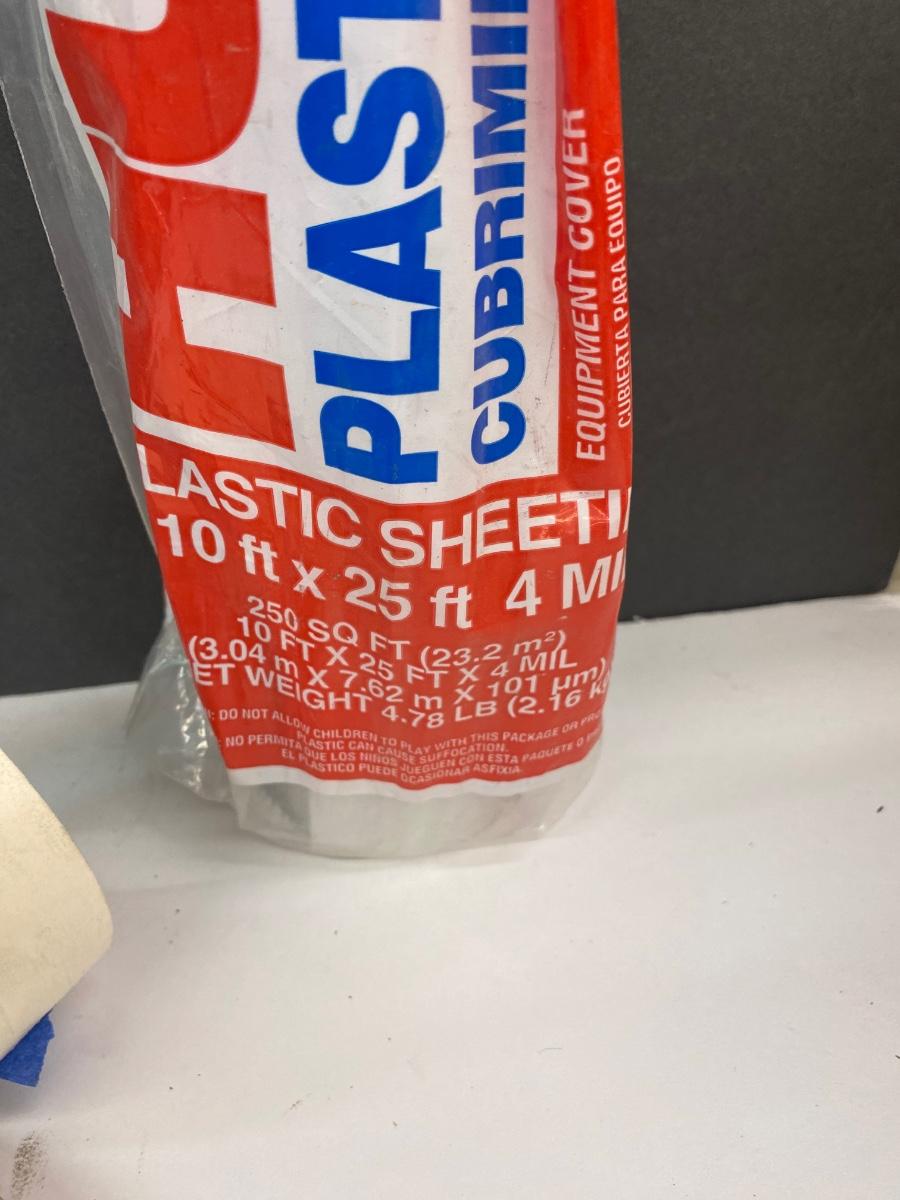 PLAST
CUBRIMI
EQUIPMENT COVER
CUBIERTA PARA EQUIPO
LASTIC SHEETI
10 ft x 25 ft 4 MIL
250 SQ FT (23.2 m²)
10 FT X 25 FT X 4 MIL
(3.04 m X 7.62 m X 101 µm)
ET WEIGHT 4.78 LB (2.16 KG
: DO NOT ALLOW CHILDREN TO PLAY WITH THIS PACKAGE OR PRO
PLASTIC CAN CAUSE SUFFOCATION.
NO PERMITA QUE LOS NINOS JUEGUEN CON ESTA PAQUETE O
EL PLASTICO PUEDE OCASIONAR ASFIXIA.